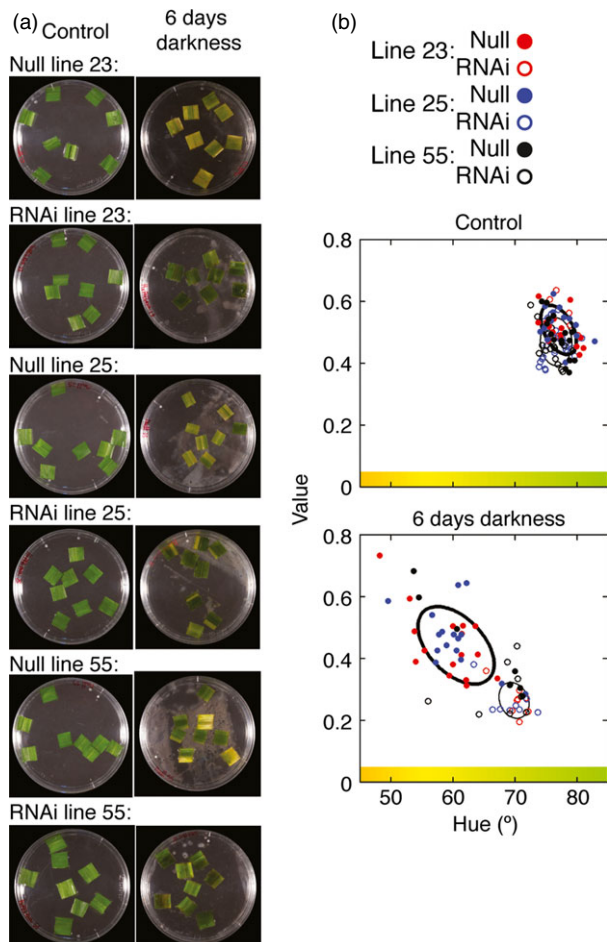 (a)
Control
6 days
darkness
Null line 23:
RNAi line 23:
Null line 25:
RNAi line 25:
Null line 55:
RNAi line 55:
(b)
Line 23: Null
RNAi
Line 25: Null
RNAi
Line 55: Null
RNAi
Control
0.8
0.6
0.4
0.2
0
Value
6 days darkness
0.8
0.6
0.4
0.2
0
50 60 70 80
Hue (º)